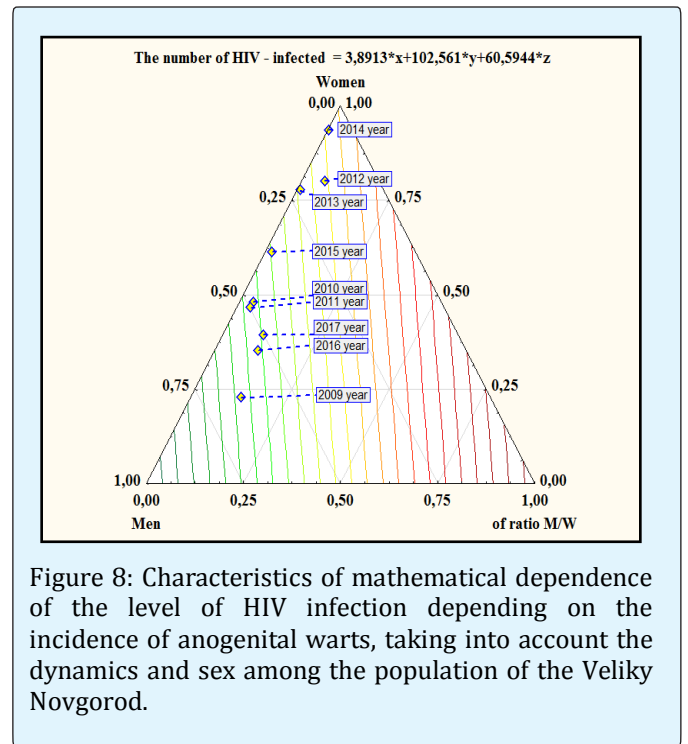 The number of HIV - infected = 3,8913*x+102,561*y+60,5944*z
Women
0,00 1,00
2014 year
2012 year
0,25 0,75
2013 year
2015 year
2010 year
0,50 0,50
2011 year
2017 year
2016 year
0,75 0,25
2009 year
1,00 0,00
0,00 0,25 0,50 0,75 1,00
Men of ratio M/W
Figure 8: Characteristics of mathematical dependence
of the level of HIV infection depending on the
incidence of anogenital warts, taking into account the
dynamics and sex among the population of the Veliky
Novgorod.